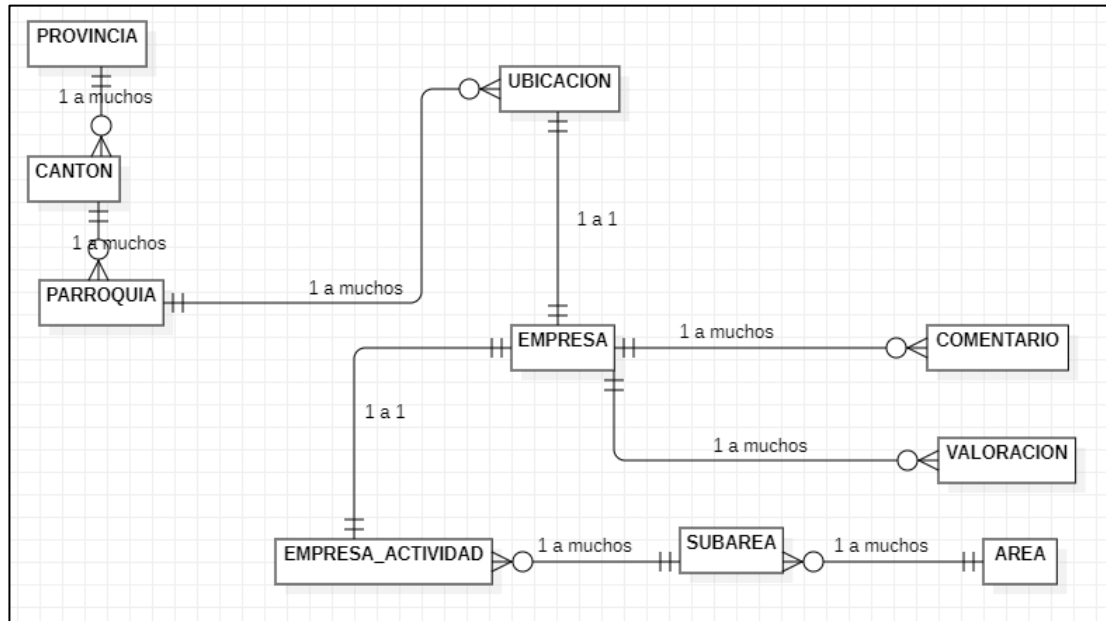 PROVINCIA
1 a muchos
CANTON
1 a muchos
PARROQUIA
1 a muchos
UBICACION
1 a 1
EMPRESA
1 a muchos
COMENTARIO
1 a muchos
VALORACION
1 a 1
EMPRESA_ACTIVIDAD
1 a muchos
SUBAREA
1 a muchos
AREA